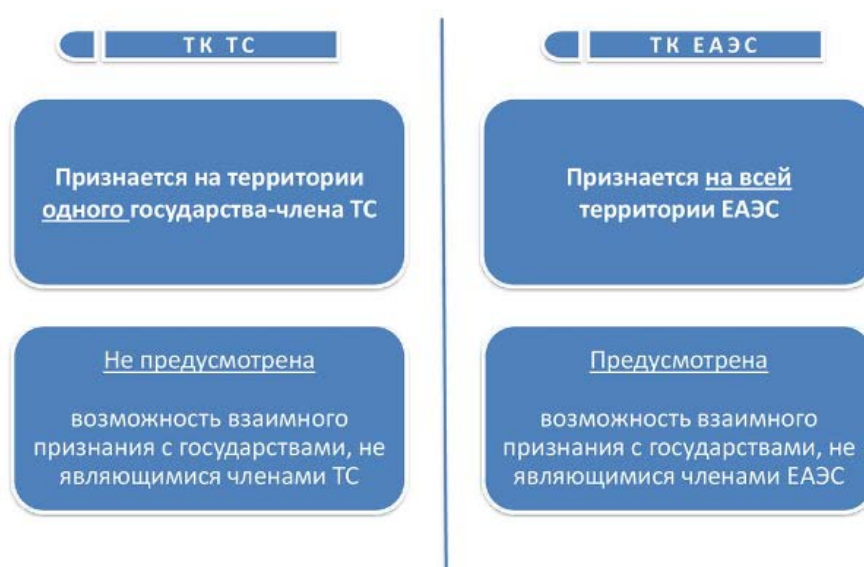 ТК ТС
Признается на территории
одного государства-члена ТС
Не предусмотрена
возможность взаимного
признания с государствами, не
являющимися членами ТС
ТК ЕАЭС
Признается на всей
территории ЕАЭС
Предусмотрена
возможность взаимного
признания с государствами, не
являющимися членами ЕАЭС